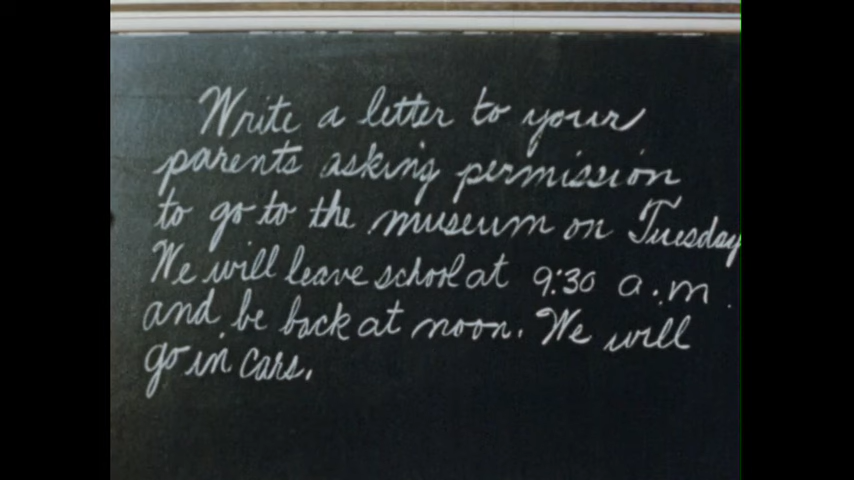 Write a letter to your
parents asking permission
to go to the museum on Tuesday
We will leave school at 9:30 a.m.
and be back at noon. We will
go in cars.